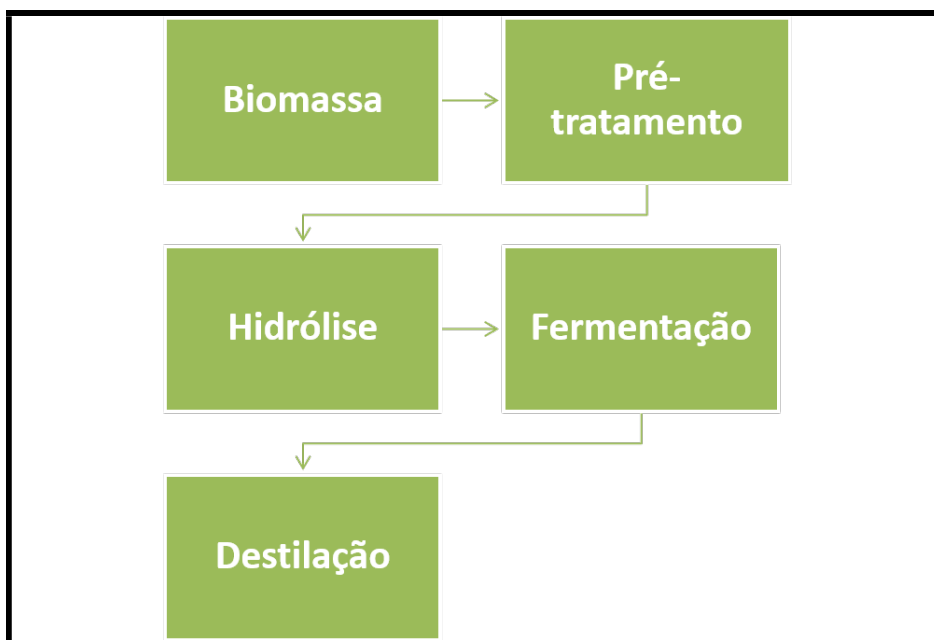 Biomassa
Pré-
tratamento
Hidrólise
Fermentação
Destilação